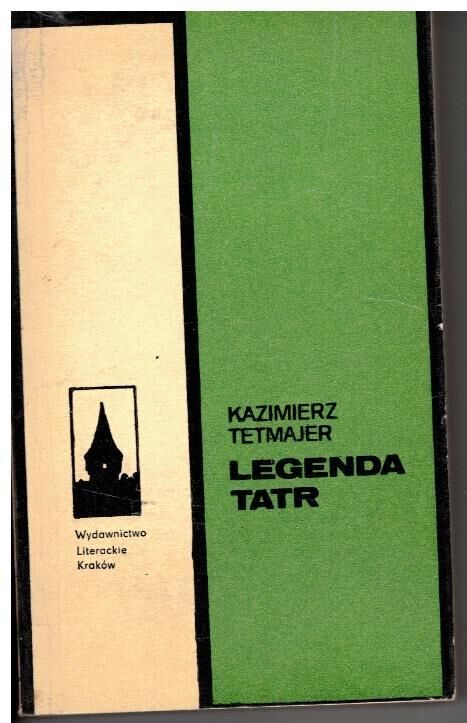 KAZIMIERZ
TETMAJER
LEGENDA
TATR
Wydawnictwo
Literackie
Kraków